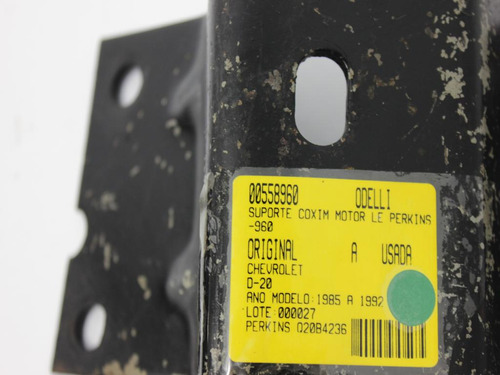 00558960 ODELLI
SUPORTE COXIM MOTOR LE PERKINS
-960
ORIGINAL A USADA
CHEVROLET
D-20
ANO MODELO:1985 A 1992
LOTE:000027
PERKINS Q20B4236